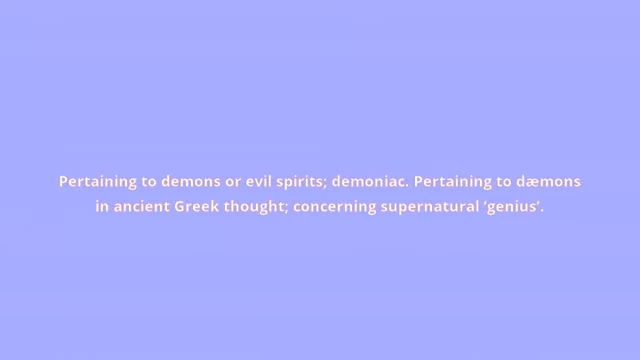 Pertaining to demons or evil spirits; demoniac. Pertaining to dæmons
in ancient Greek thought; concerning supernatural ‘genius’.